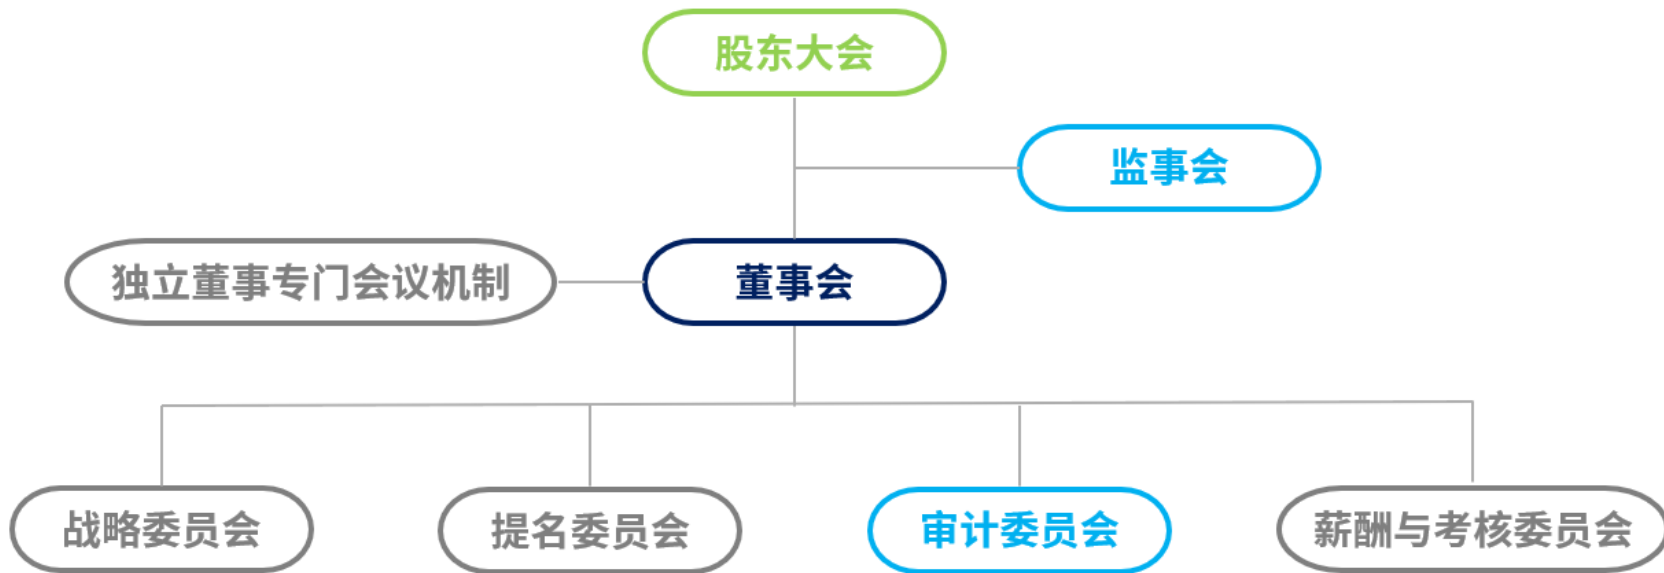 股东大会
监事会
独立董事专门会议机制
董事会
战略委员会
提名委员会
审计委员会
薪酬与考核委员会